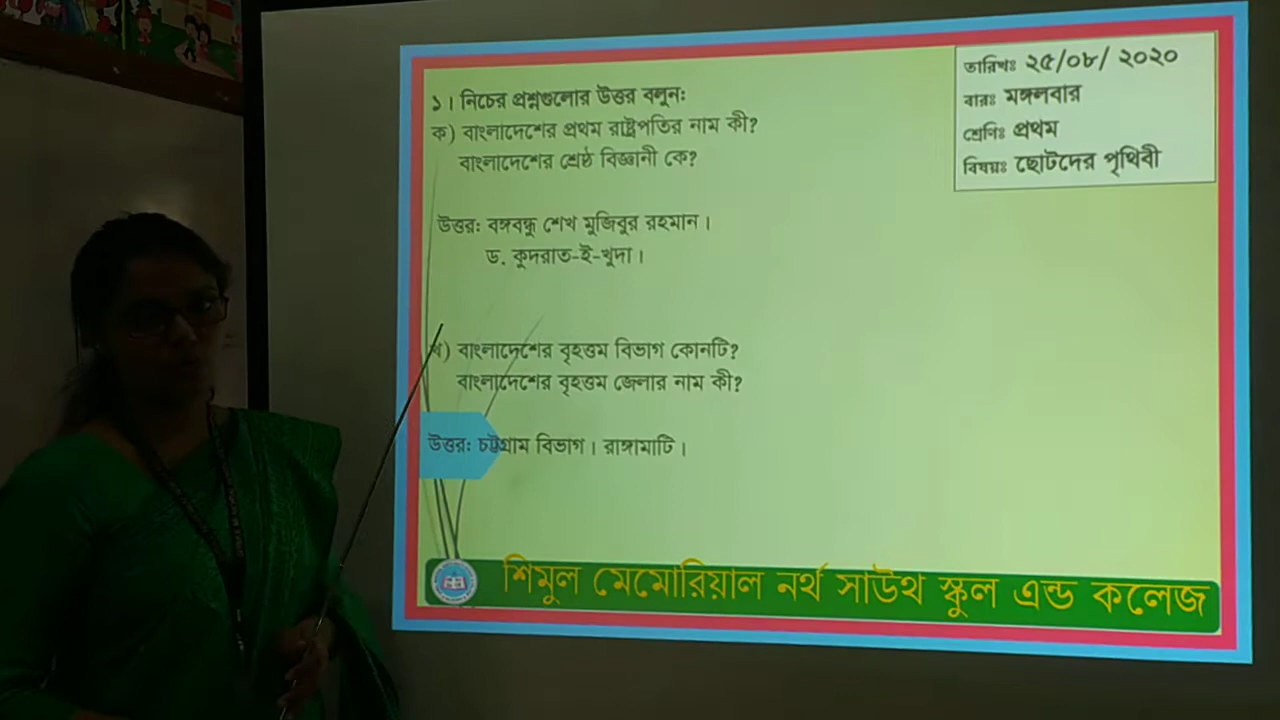 ১। নিচের প্রশ্নগুলোর উত্তর বলুন:
ক) বাংলাদেশের প্রথম রাষ্ট্রপতির নাম কী?
বাংলাদেশের শ্রেষ্ঠ বিজ্ঞানী কে?
উত্তর: বঙ্গবন্ধু শেখ মুজিবুর রহমান।
ড. কুদরাত-ই-খুদা।
খ) বাংলাদেশের বৃহত্তম বিভাগ কোনটি?
বাংলাদেশের বৃহত্তম জেলার নাম কী?
উত্তর: চট্টগ্রাম বিভাগ। রাঙ্গামাটি।
তারিখঃ ২৫/০৮/ ২০২০
বারঃ মঙ্গলবার
শ্রেণিঃ প্রথম
বিষয়ঃ ছোটদের পৃথিবী
শিমুল মেমোরিয়াল নর্থ সাউথ স্কুল এন্ড কলেজ